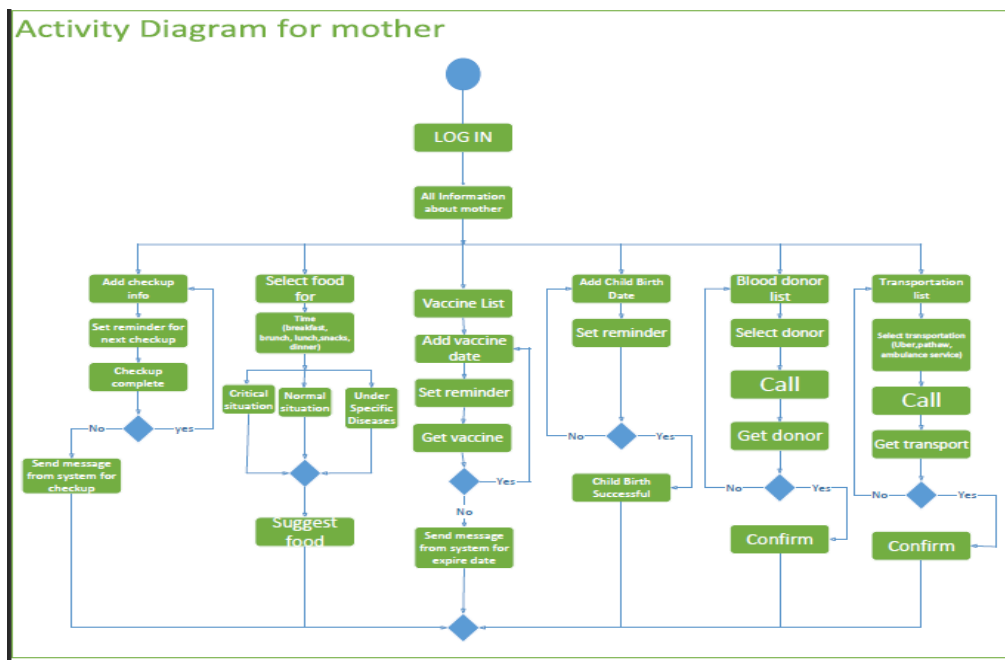 Activity Diagram for mother
LOG IN
All Information
about mother
Add checkup
info
Set reminder for
next checkup
Checkup
complete
No
yes
Send message
from system for
checkup
Select food
for
Time
(breakfast,
brunch, lunch,snacks,
dinner)
Critical
situation
Normal
situation
Under
Specific
Diseases
Suggest
food
Vaccine List
Add vaccine
date
Set reminder
Get vaccine
Yes
No
Send message
from system for
expire date
Add Child Birth
Date
Set reminder
No
Yes
Child Birth
Successful
Blood donor
list
Select donor
Call
Get donor
No
Yes
Confirm
Transportation
list
Select transportation
(Uber,pathaw,
ambulance service)
Call
Get transport
No
Yes
Confirm